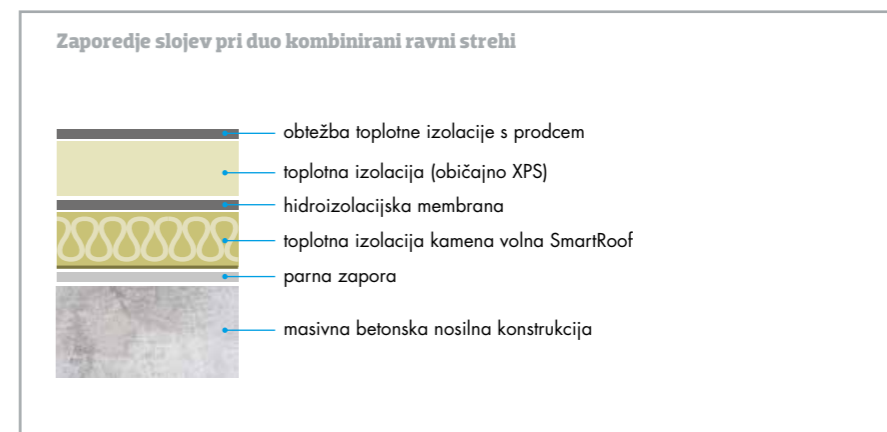 Zaporedje slojev pri duo kombinirani ravni strehi
obtežba toplotne izolacije s prodcem
toplotna izolacija (običajno XPS)
hidroizolacijska membrana
toplotna izolacija kamena volna SmartRoof
parna zapora
masivna betonska nosilna konstrukcija